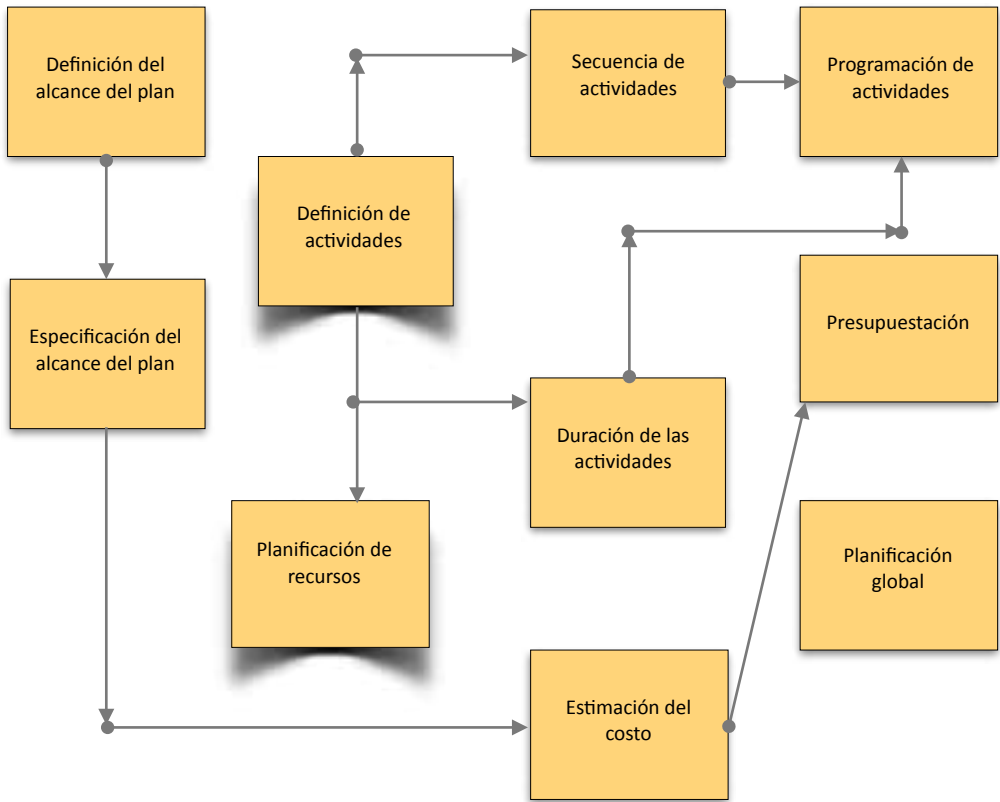 Definición del
alcance del plan
Secuencia de
actividades
Programación de
actividades
Definición de
actividades
Especificación del
alcance del plan
Presupuestación
Duración de las
actividades
Planificación de
recursos
Planificación
global
Estimación del
costo